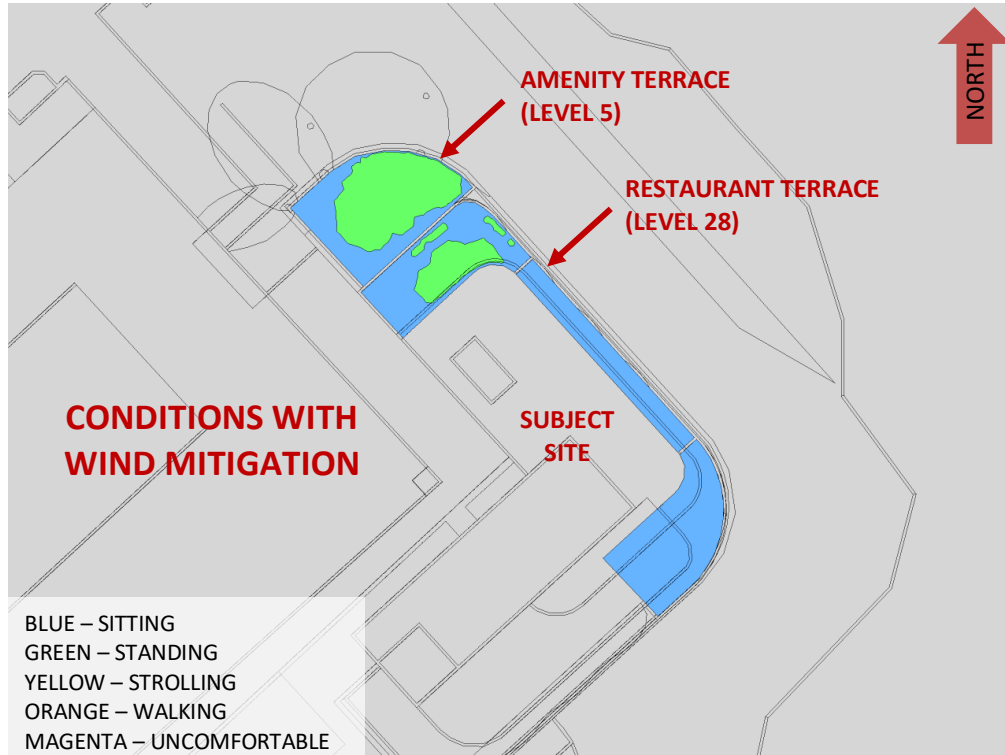 NORTH
AMENITY TERRACE
(LEVEL 5)
RESTAURANT TERRACE
(LEVEL 28)
CONDITIONS WITH
WIND MITIGATION
SUBJECT
SITE
BLUE – SITTING
GREEN – STANDING
YELLOW – STROLLING
ORANGE – WALKING
MAGENTA – UNCOMFORTABLE